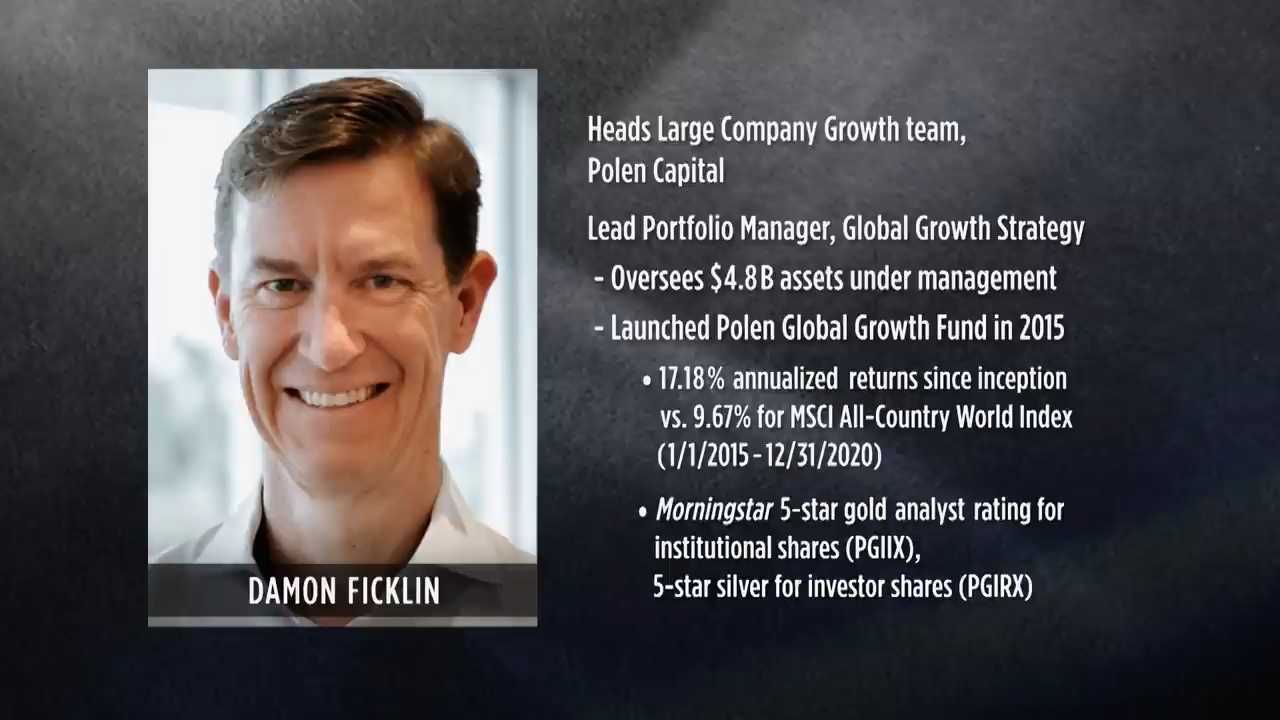 Heads Large Company Growth team,
Polen Capital
Lead Portfolio Manager, Global Growth Strategy
- Oversees $4.8B assets under management
- Launched Polen Global Growth Fund in 2015
• 17.18% annualized returns since inception
vs. 9.67% for MSCI All-Country World Index
(1/1/2015 - 12/31/2020)
• Morningstar 5-star gold analyst rating for
institutional shares (PGIIX),
5-star silver for investor shares (PGIRX)
DAMON FICKLIN